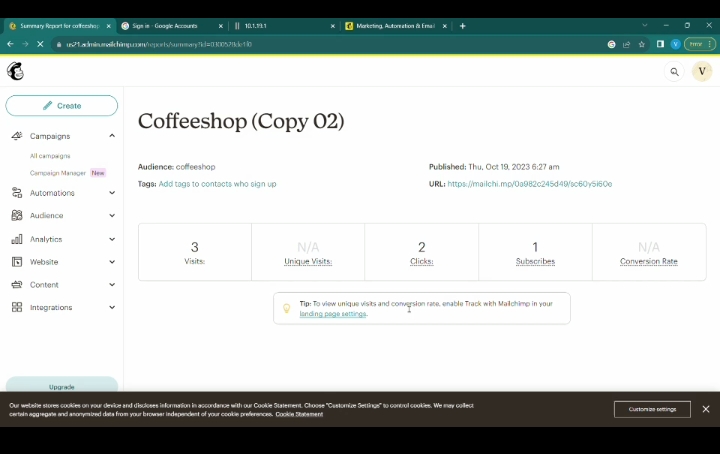 Summary Report for coffeeshop
Sign in - Google Accounts
10.1.19.1
Marketing, Automation & Email
us21.admin.mailchimp.com/reports/summary?id=
V
Error
V
Create
Campaigns
All campaigns
Campaign Manager New
Automations
Audience
Analytics
Website
Content
Integrations
Upgrade
Coffeeshop (Copy 02)
Audience: coffeeshop
Published: Thu, Oct 19, 2023 6:27 am
Tags: Add tags to contacts who sign up
URL: https://mailchi.mp/0a982c245d49/sc60y5i60e
3
Visits:
N/A
Unique Visits:
2
Clicks:
1
Subscribes
N/A
Conversion Rate
Tip: To view unique visits and conversion rate, enable Track with Mailchimp in your
landing page settings.
Our website stores cookies on your device and discloses information in accordance with our Cookie Statement. Choose "Customize Settings" to control cookies. We may collect
certain aggregate and anonymized data from your browser independent of your cookie preferences. Cookie Statement
Customize settings